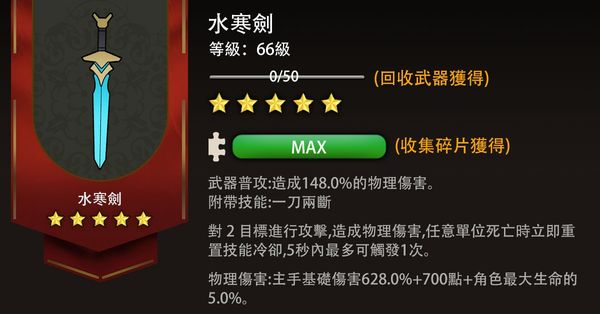 水寒劍
水寒劍
等級：66級
0/50
(回收武器獲得)
MAX
(收集碎片獲得)
武器普攻:造成148.0%的物理傷害。
附帶技能:一刀兩斷
對 2 目標進行攻擊,造成物理傷害,任意單位死亡時立即重
置技能冷卻,5秒內最多可觸發1次。
物理傷害:主手基礎傷害628.0%+700點+角色最大生命的
5.0%。